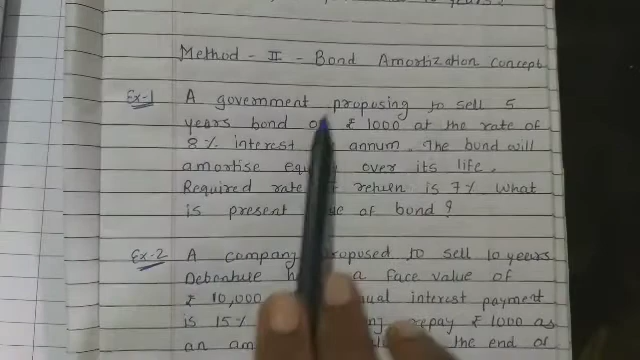 years
Method - II - Bond Amortization concept
Ex-1 A government proposing to sell 5
years bond of ₹ 1000 at the rate of
8% interest annum. The bond will
amortise over its life.
Required rate return is 7% What
is present of bond ?
Ex-2 A company proposed to sell 10 years
Debenture a face value of
₹ 10,000 interest payment
is 15% repay ₹ 1000 as
an the end of